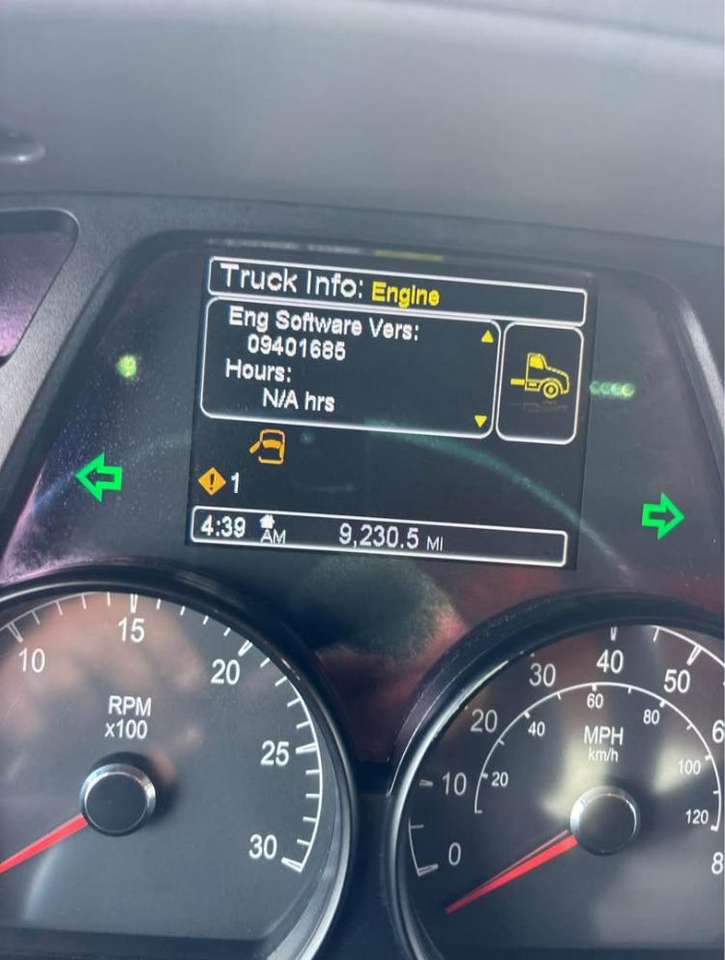 Truck Info: Engine
Eng Software Vers:
09401685
Hours:
N/A hrs
1
4:39 AM 9,230.5 MI
10 15 20 25 30
RPM
x100
0 10 20 30 40 50 6 8
20 40 60 80 100 120
MPH
km/h